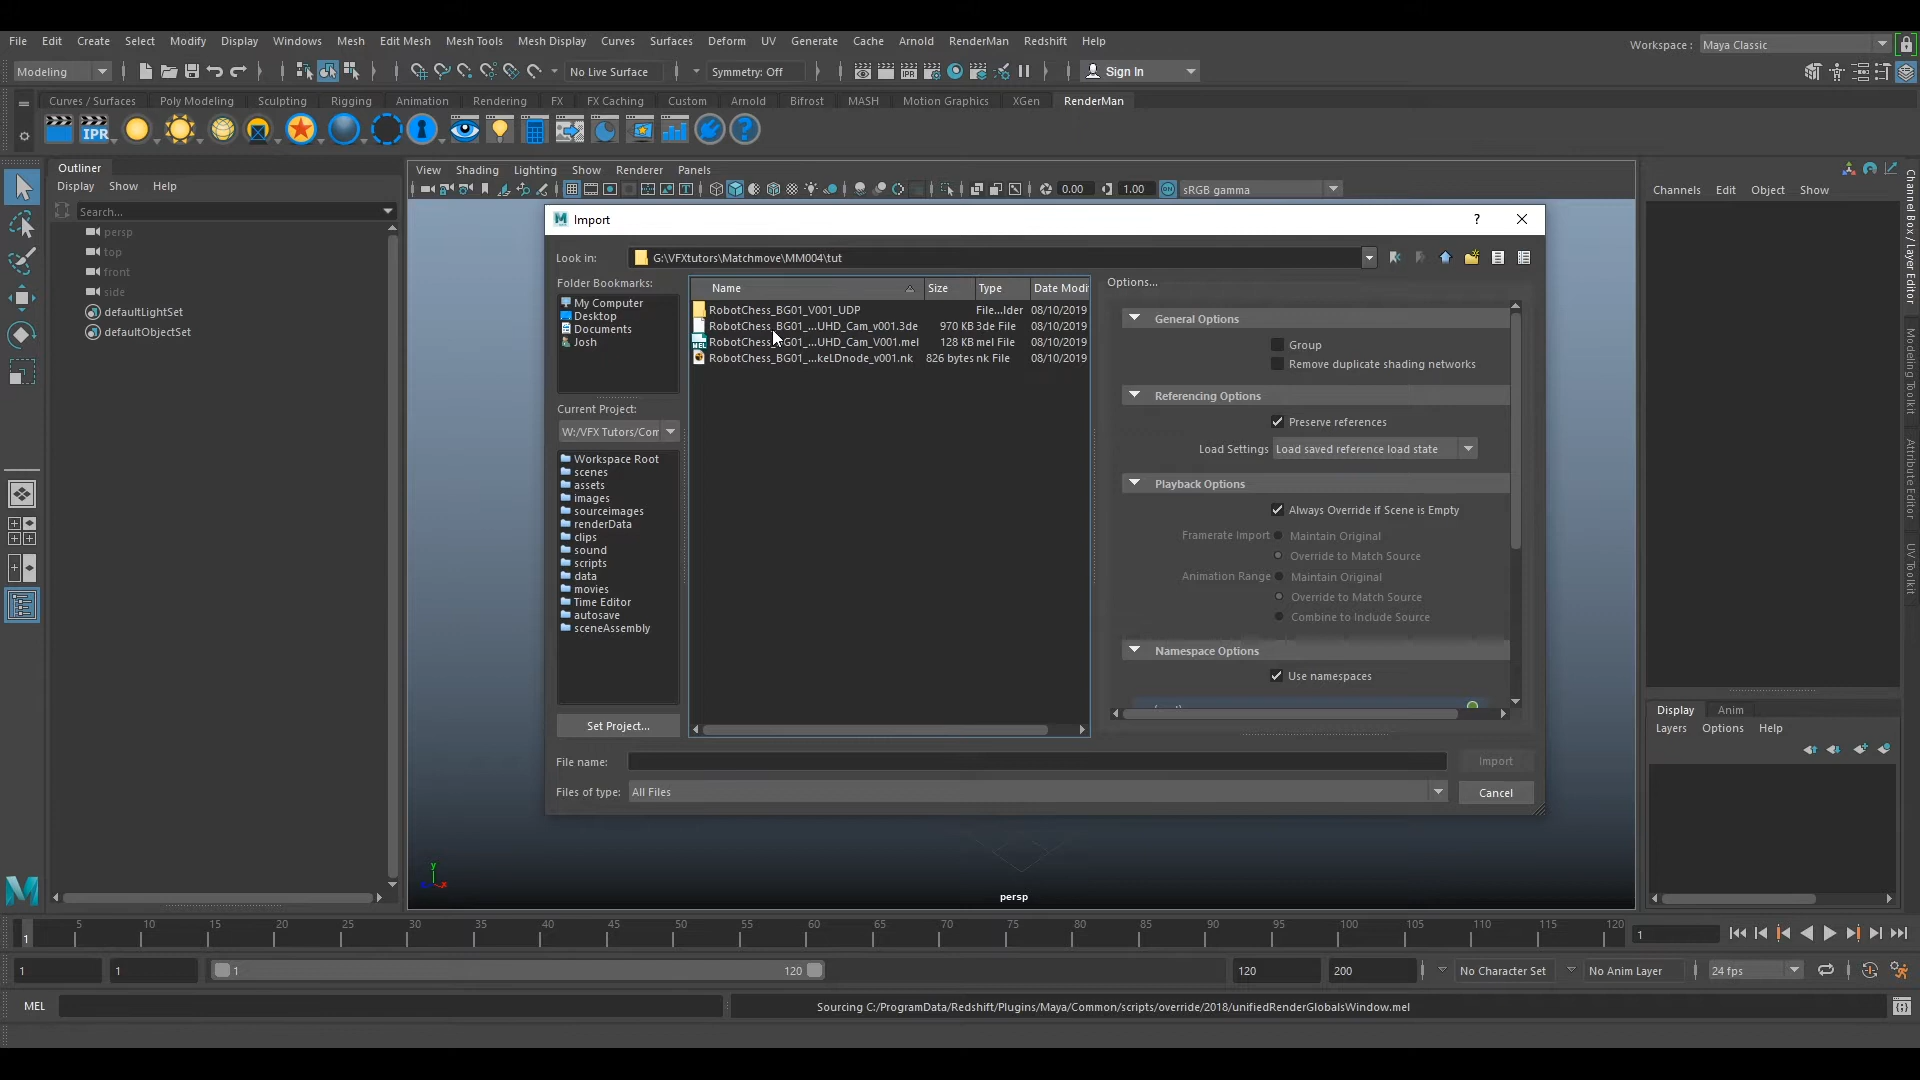 File Edit Create Select Modify Display Windows Mesh Edit Mesh Mesh Tools Mesh Display Curves Surfaces Deform UV Generate Cache Arnold RenderMan Redshift Help
Workspace : Maya Classic
Modeling No Live Surface Symmetry: Off Sign In
Curves / Surfaces Poly Modeling Sculpting Rigging Animation Rendering FX FX Caching Custom Arnold Bifrost MASH Motion Graphics XGen RenderMan
IPR
Outliner
Display Show Help
Search...
persp
top
front
side
defaultLightSet
defaultObjectSet
View Shading Lighting Show Renderer Panels
0.00 1.00 ON sRGB gamma
Import
? ✕
Look in: G:\VFXtutors\Matchmove\MM004\tut
Folder Bookmarks:
My Computer
Desktop
Documents
Josh
Current Project:
W:/VFX Tutors/Com
Workspace Root
scenes
assets
images
sourceimages
renderData
clips
sound
scripts
data
movies
Time Editor
autosave
sceneAssembly
Set Project...
Name Size Type Date Modif
RobotChess_BG01_V001_UDP File...lder 08/10/2019
RobotChess_BG01_...UHD_Cam_v001.3de 970 KB 3de File 08/10/2019
RobotChess_BG01_...UHD_Cam_V001.mel 128 KB mel File 08/10/2019
RobotChess_BG01_...keLDnode_v001.nk 826 bytes nk File 08/10/2019
Options...
General Options
Group
Remove duplicate shading networks
Referencing Options
Preserve references
Load Settings Load saved reference load state
Playback Options
Always Override if Scene is Empty
Framerate Import Maintain Original
Override to Match Source
Animation Range Maintain Original
Override to Match Source
Combine to Include Source
Namespace Options
Use namespaces
File name: Import
Files of type: All Files Cancel
Channels Edit Object Show
Channel Box / Layer Editor
Modeling Toolkit
Attribute Editor
UV Toolkit
Display Anim
Layers Options Help
y
persp
5 10 15 20 25 30 35 40 45 50 55 60 65 70 75 80 85 90 95 100 105 110 115 120
1 1
1 1 1 120 120 200 No Character Set No Anim Layer 24 fps
MEL Sourcing C:/ProgramData/Redshift/Plugins/Maya/Common/scripts/override/2018/unifiedRenderGlobalsWindow.mel